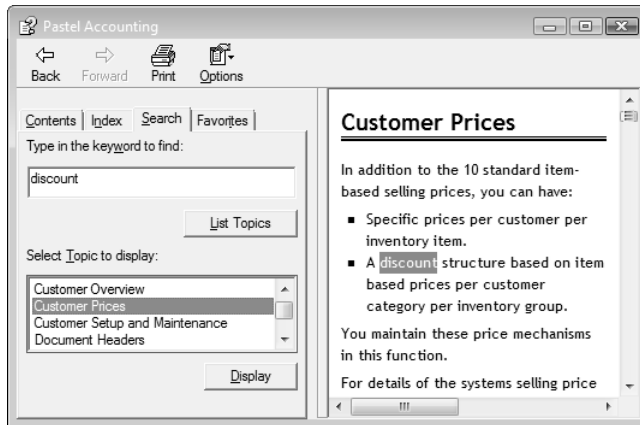 Pastel Accounting
Back Forward Print Options
Contents Index Search Favorites
Type in the keyword to find:
discount
List Topics
Select Topic to display:
Customer Overview
Customer Prices
Customer Setup and Maintenance
Document Headers
Display
Customer Prices
In addition to the 10 standard item-
based selling prices, you can have:
Specific prices per customer per
inventory item.
A discount structure based on item
based prices per customer
category per inventory group.
You maintain these price mechanisms
in this function.
For details of the systems selling price